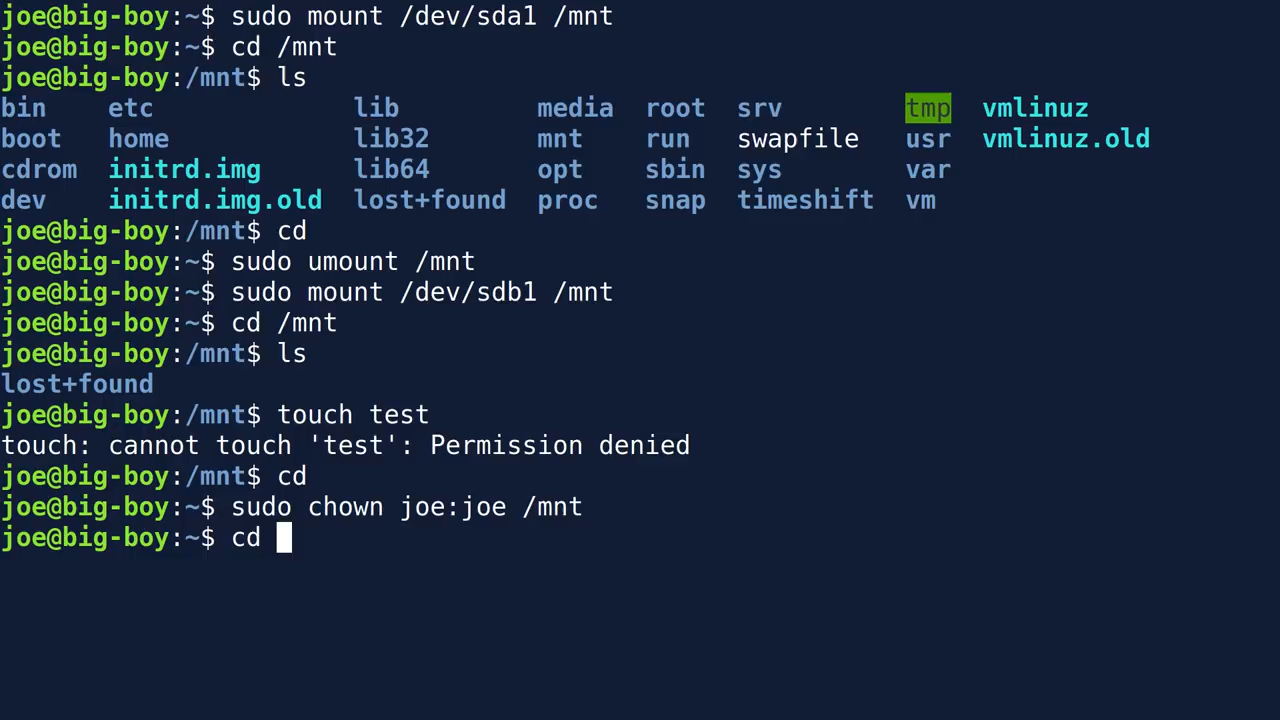 joe@big-boy:~$ sudo mount /dev/sda1 /mnt
joe@big-boy:~$ cd /mnt
joe@big-boy:/mnt$ ls
bin etc lib media root srv tmp vmlinuz
boot home lib32 mnt run swapfile usr vmlinuz.old
cdrom initrd.img lib64 opt sbin sys var
dev initrd.img.old lost+found proc snap timeshift vm
joe@big-boy:/mnt$ cd
joe@big-boy:~$ sudo umount /mnt
joe@big-boy:~$ sudo mount /dev/sdb1 /mnt
joe@big-boy:~$ cd /mnt
joe@big-boy:/mnt$ ls
lost+found
joe@big-boy:/mnt$ touch test
touch: cannot touch 'test': Permission denied
joe@big-boy:/mnt$ cd
joe@big-boy:~$ sudo chown joe:joe /mnt
joe@big-boy:~$ cd